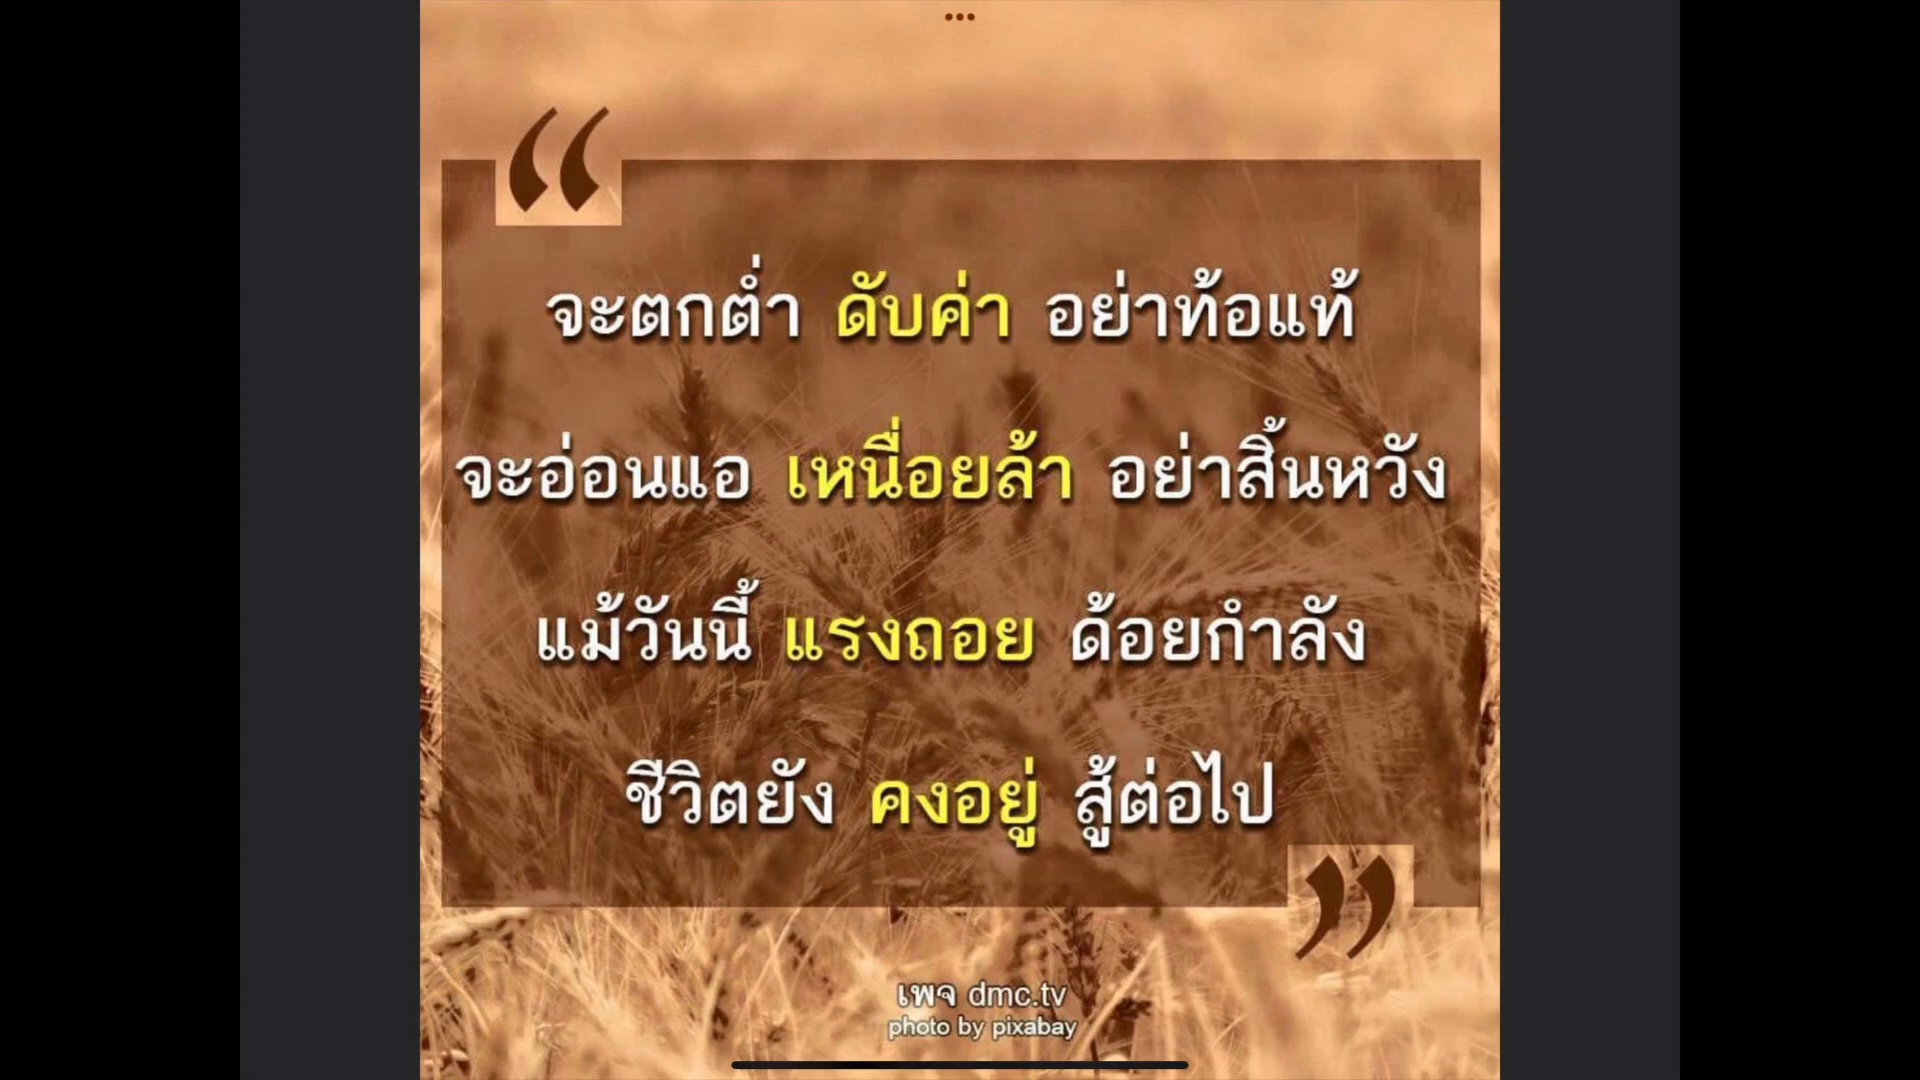 จะตกต่ำ ดับค่า อย่าท้อแท้
จะอ่อนแอ เหนื่อยล้า อย่าสิ้นหวัง
แม้วันนี้ แรงถอย ด้อยกำลัง
ชีวิตยัง คงอยู่ สู้ต่อไป
เพจ dmc.tv
photo by pixabay